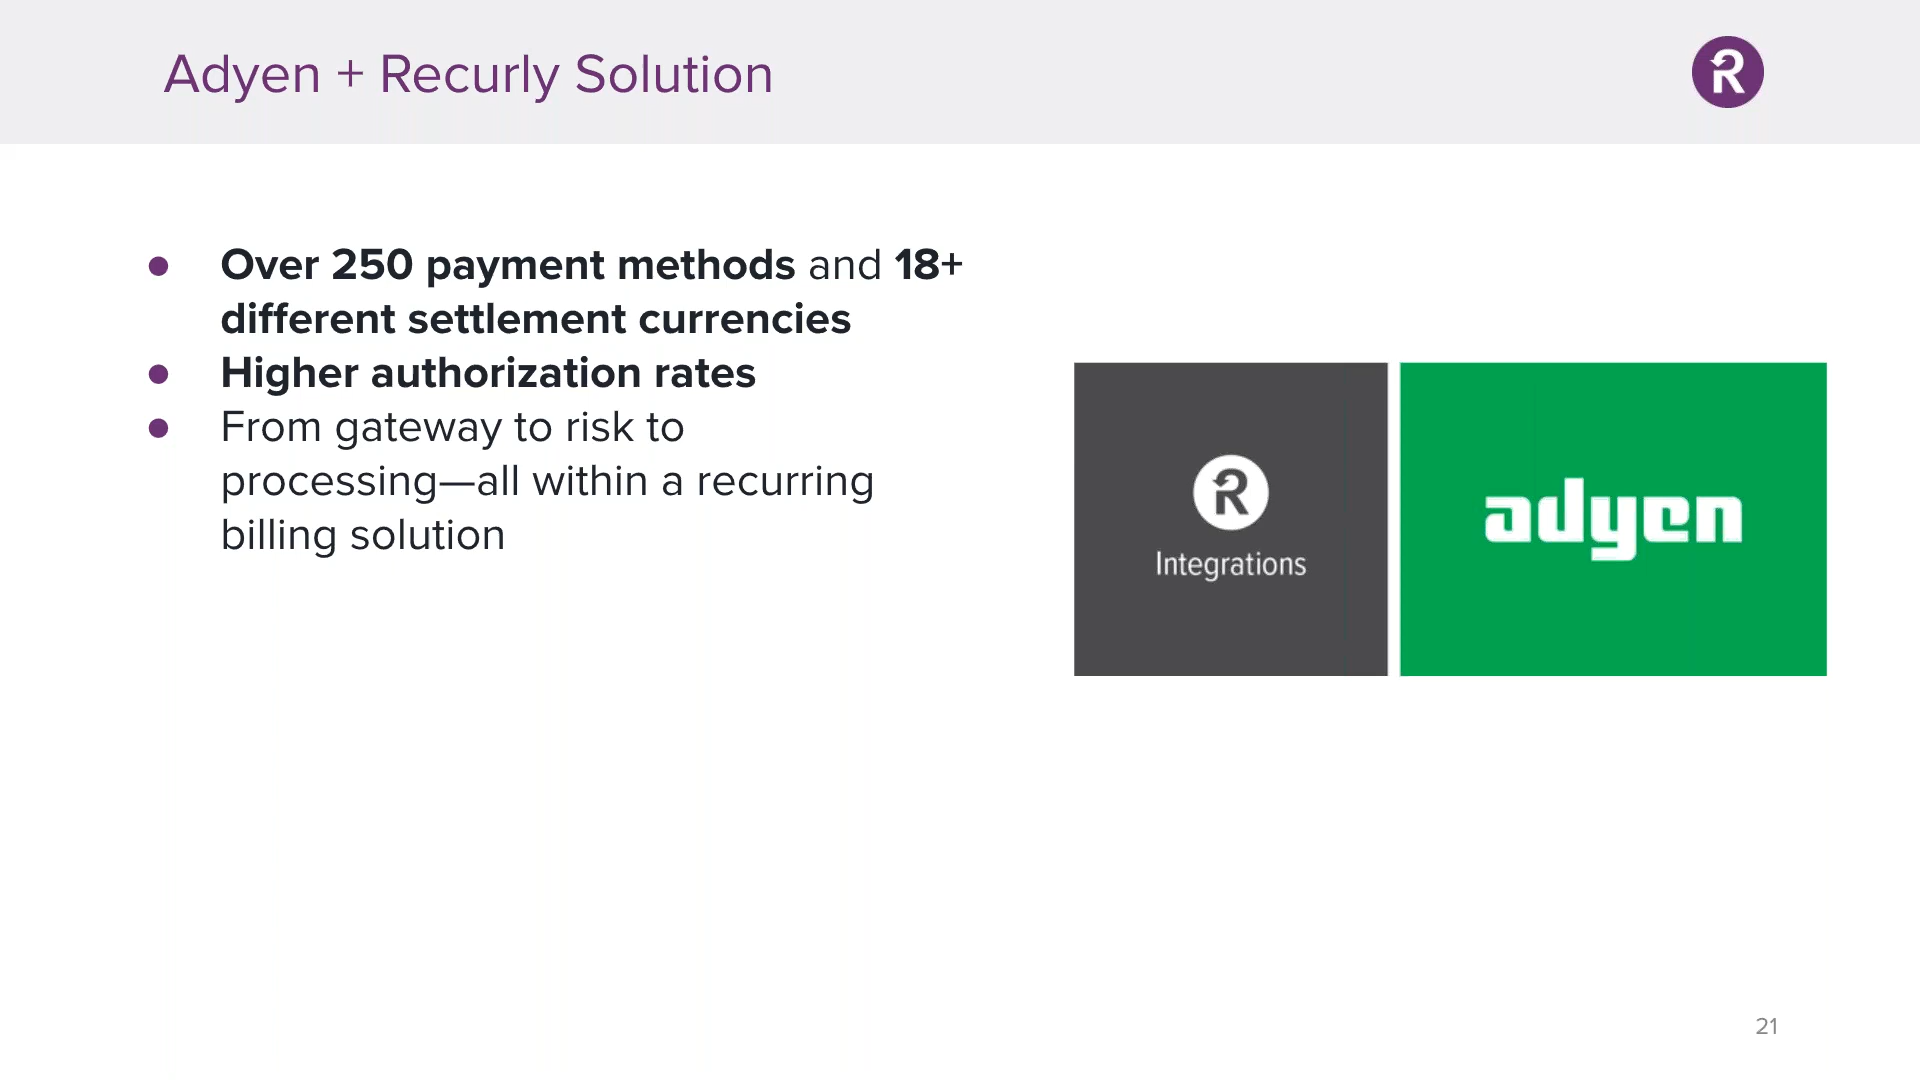 Adyen + Recurly Solution
R
● Over 250 payment methods and 18+
different settlement currencies
● Higher authorization rates
● From gateway to risk to
processing—all within a recurring
billing solution
R
Integrations
adyen
21